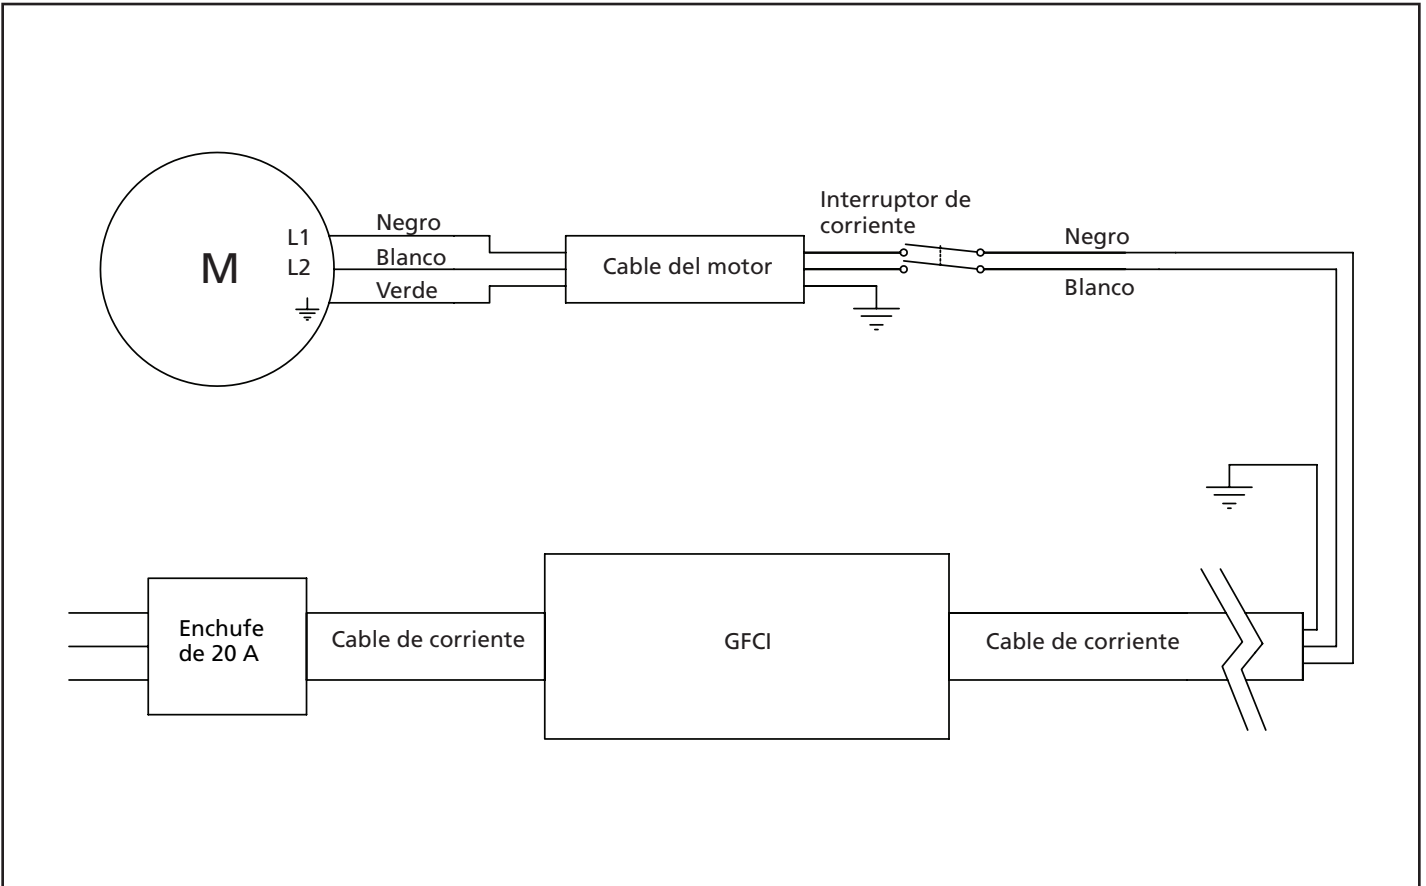 Interruptor de
corriente
Negro
L1
Negro
Blanco
M
L2
Cable del motor
Verde
Blanco
Enchufe
de 20 A
Cable de corriente
GFCI
Cable de corriente